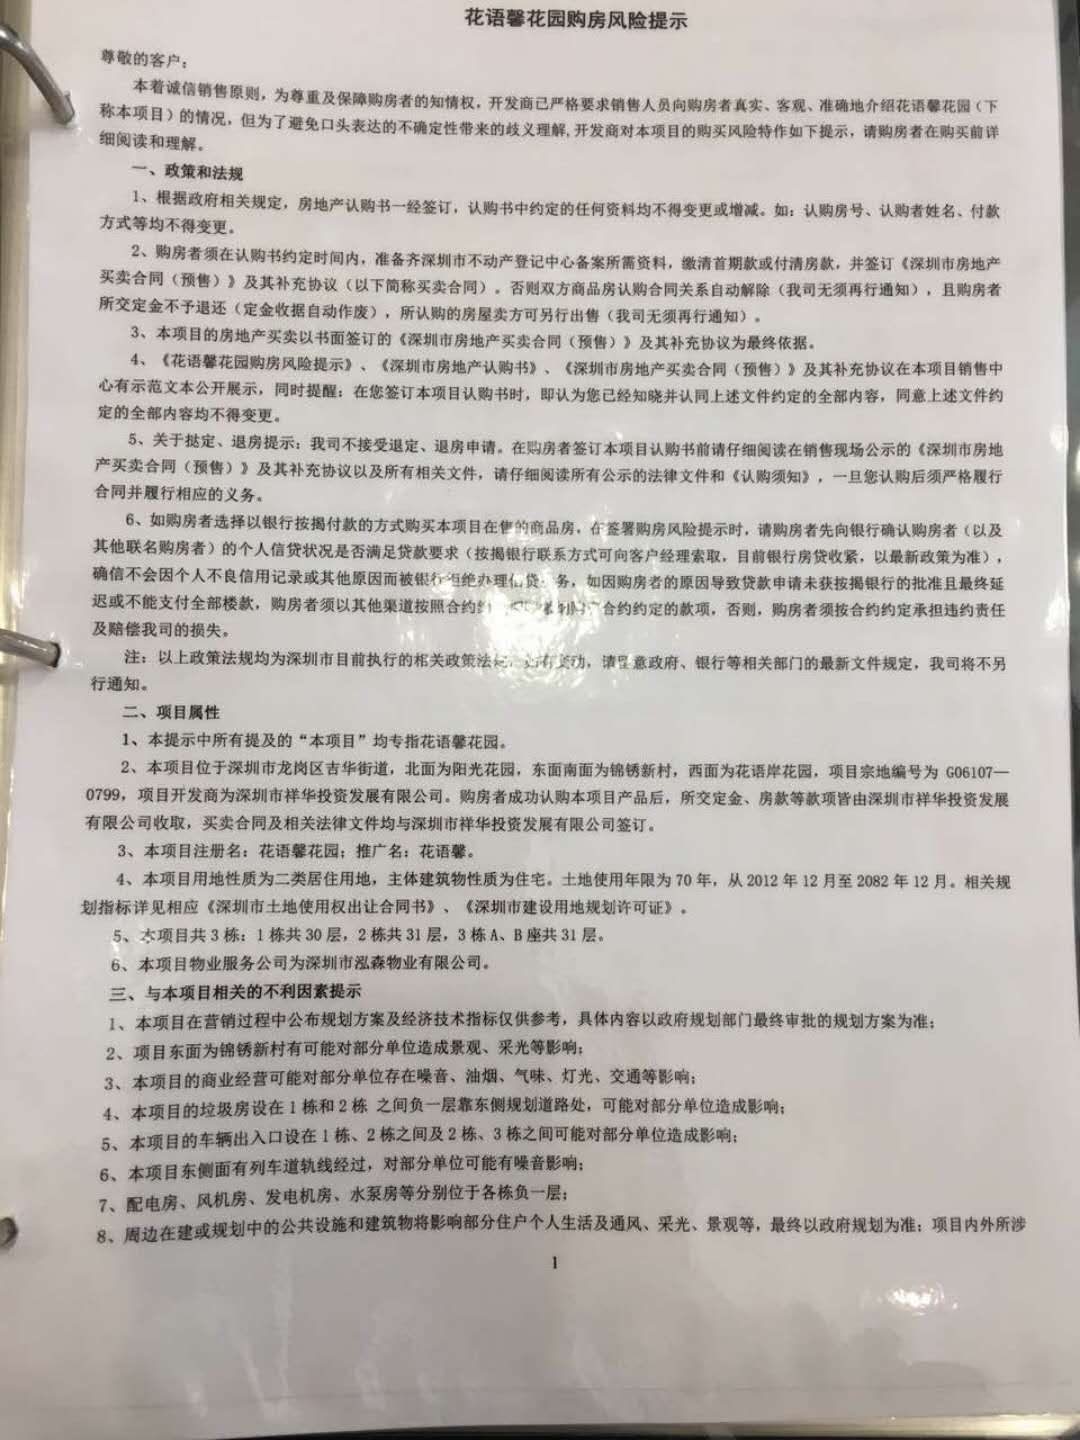 花语馨花园购房风险提示
尊敬的客户：
本着诚信销售原则，为尊重及保障购房者的知情权，开发商已严格要求销售人员向购房者真实、客观、准确地介绍花语馨花园（下
称本项目）的情况，但为了避免口头表达的不确定性带来的歧义理解,开发商对本项目的购买风险特作如下提示，请购房者在购买前详
细阅读和理解。
一、政策和法规
1、根据政府相关规定，房地产认购书一经签订，认购书中约定的任何资料均不得变更或增减。如：认购房号、认购者姓名、付款
方式等均不得变更。
2、购房者须在认购书约定时间内，准备齐深圳市不动产登记中心备案所需资料，缴清首期款或付清房款，并签订《深圳市房地产
买卖合同（预售）》及其补充协议（以下简称买卖合同）。否则双方商品房认购合同关系自动解除（我司无须再行通知），且购房者
所交定金不予退还（定金收据自动作废），所认购的房屋卖方可另行出售（我司无须再行通知）。
3、本项目的房地产买卖以书面签订的《深圳市房地产买卖合同（预售）》及其补充协议为最终依据。
4、《花语馨花园购房风险提示》、《深圳市房地产认购书》、《深圳市房地产买卖合同（预售）》及其补充协议在本项目销售中
心有示范文本公开展示，同时提醒：在您签订本项目认购书时，即认为您已经知晓并认同上述文件约定的全部内容，同意上述文件约
定的全部内容均不得变更。
5、关于挞定、退房提示：我司不接受退定、退房申请。在购房者签订本项目认购书前请仔细阅读在销售现场公示的《深圳市房地
产买卖合同（预售）》及其补充协议以及所有相关文件，请仔细阅读所有公示的法律文件和《认购须知》，一旦您认购后须严格履行
合同并履行相应的义务。
6、如购房者选择以银行按揭付款的方式购买本项目在售的商品房，在签署购房风险提示时，请购房者先向银行确认购房者（以及
其他联名购房者）的个人信贷状况是否满足贷款要求（按揭银行联系方式可向客户经理索取，目前银行房贷收紧，以最新政策为准），
确信不会因个人不良信用记录或其他原因而被银行拒绝办理信贷务，如因购房者的原因导致贷款申请未获按揭银行的批准且最终延
迟或不能支付全部楼款，购房者须以其他渠道按照合约合约约定的款项，否则，购房者须按合约约定承担违约责任
及赔偿我司的损失。
注：以上政策法规均为深圳市目前执行的相关政策法规，如有变动，请留意政府、银行等相关部门的最新文件规定，我司将不另
行通知。
二、项目属性
1、本提示中所有提及的“本项目”均专指花语馨花园。
2、本项目位于深圳市龙岗区吉华街道，北面为阳光花园，东面南面为锦锈新村，西面为花语岸花园，项目宗地编号为 G06107—
0799，项目开发商为深圳市祥华投资发展有限公司。购房者成功认购本项目产品后，所交定金、房款等款项皆由深圳市祥华投资发展
有限公司收取，买卖合同及相关法律文件均与深圳市祥华投资发展有限公司签订。
3、本项目注册名：花语馨花园；推广名：花语馨。
4、本项目用地性质为二类居住用地，主体建筑物性质为住宅。土地使用年限为 70 年，从 2012 年 12 月至 2082 年 12 月。相关规
划指标详见相应《深圳市土地使用权出让合同书》、《深圳市建设用地规划许可证》。
5、本项目共 3 栋：1 栋共 30 层，2 栋共 31 层，3 栋 A、B 座共 31 层。
6、本项目物业服务公司为深圳市泓森物业有限公司。
三、与本项目相关的不利因素提示
1、本项目在营销过程中公布规划方案及经济技术指标仅供参考，具体内容以政府规划部门最终审批的规划方案为准；
2、项目东面为锦锈新村有可能对部分单位造成景观、采光等影响；
3、本项目的商业经营可能对部分单位存在噪音、油烟、气味、灯光、交通等影响；
4、本项目的垃圾房设在 1 栋和 2 栋 之间负一层靠东侧规划道路处，可能对部分单位造成影响；
5、本项目的车辆出入口设在 1 栋、2 栋之间及 2 栋、3 栋之间可能对部分单位造成影响；
6、本项目东侧面有列车道轨线经过，对部分单位可能有噪音影响；
7、配电房、风机房、发电机房、水泵房等分别位于各栋负一层；
8、周边在建或规划中的公共设施和建筑物将影响部分住户个人生活及通风、采光、景观等，最终以政府规划为准；项目内外所涉
1